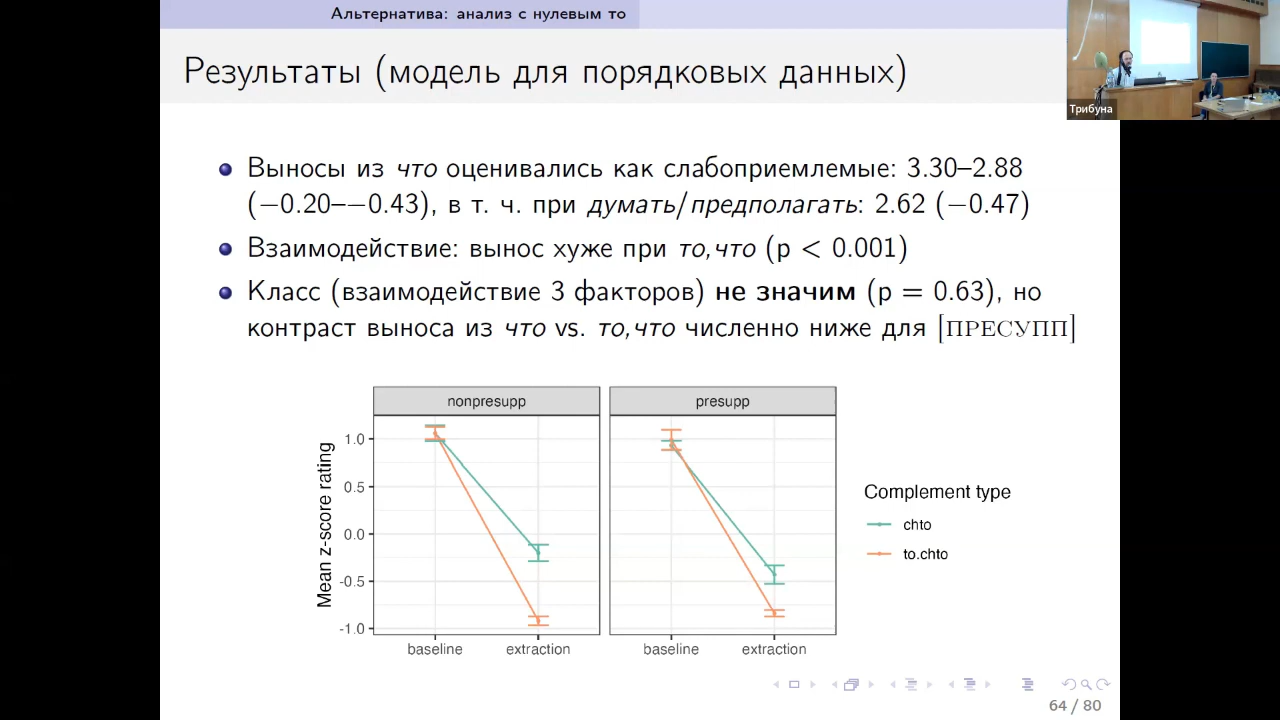 Альтернатива: анализ с нулевым то
Результаты (модель для порядковых данных)
Трибуна
Выносы из что оценивались как слабоприемлемые: 3.30–2.88
(−0.20–−0.43), в т. ч. при думать/предполагать: 2.62 (−0.47)
Взаимодействие: вынос хуже при то,что (p < 0.001)
Класс (взаимодействие 3 факторов) не значим (p = 0.63), но
контраст выноса из что vs. то,что численно ниже для [ПРЕСУПП]
nonpresupp
presupp
Mean z-score rating
1.0
0.5
0.0
-0.5
-1.0
baseline
extraction
baseline
extraction
Complement type
chto
to.chto
64 / 80